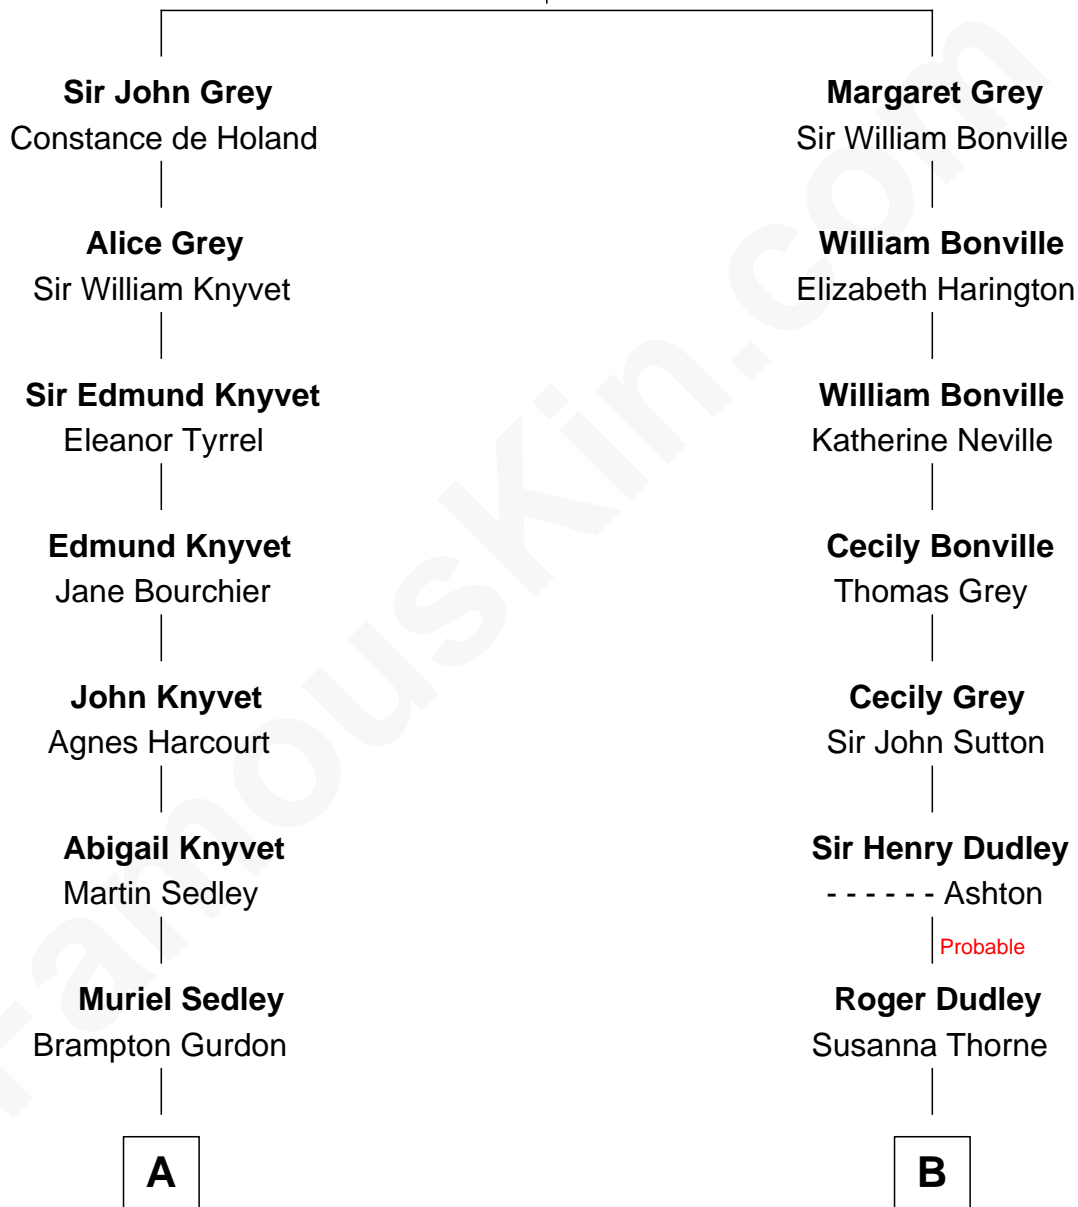 Sir John Grey
Constance de Holand
Alice Grey
Sir William Knyvet
Sir Edmund Knyvet
Eleanor Tyrrel
Edmund Knyvet
Jane Bourchier
John Knyvet
Agnes Harcourt
Abigail Knyvet
Martin Sedley
Muriel Sedley
Brampton Gurdon
A
Margaret Grey
Sir William Bonville
William Bonville
Elizabeth Harington
William Bonville
Katherine Neville
Cecily Bonville
Thomas Grey
Cecily Grey
Sir John Sutton
Sir Henry Dudley
- - - - - - Ashton
Probable
Roger Dudley
Susanna Thorne
B
FamousKin.com